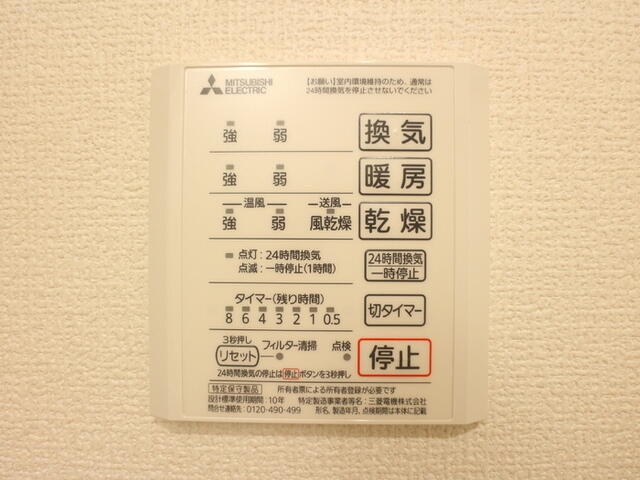 MITSUBISHI
ELECTRIC
【お願い】室内環境維持のため、通常は
24時間換気を停止させないでください
強 弱 換気
強 弱 暖房
温風 送風
強 弱 風乾燥 乾燥
点灯:24時間換気
点滅:一時停止(1時間)
24時間換気
一時停止
タイマー(残り時間)
8 6 4 3 2 1 0.5
切タイマー
3秒押し
リセット フィルター清掃 点検
停止
24時間換気の停止は停止ボタンを3秒押し
特定保守製品 所有者票による所有者登録が必要です
設計標準使用期間:10年 特定製造事業者等名:三菱電機株式会社
問合せ連絡先:0120-490-499 形名、製造年月、点検期間は本体に記載